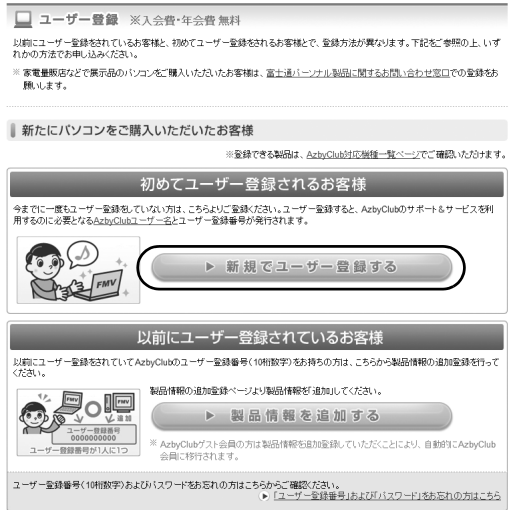 ユーザー登録 ※入会費・年会費 無料
以前にユーザー登録をされているお客様と、初めてユーザー登録をされるお客様とで、登録方法が異なります。下記をご参照の上、いず
れかの方法でお申し込みください。
※ 家電量販店などで展示品のパソコンをご購入いただいたお客様は、富士通パーソナル製品に関するお問い合わせ窓口での登録をお
願いします。
新たにパソコンをご購入いただいたお客様
※登録できる製品は、AzbyClub対応機種一覧ページでご確認いただけます。
初めてユーザー登録されるお客様
今までに一度もユーザー登録をしていない方は、こちらよりご登録ください。ユーザー登録すると、AzbyClubのサポート&サービスを利
用するのに必要となるAzbyClubユーザー名とユーザー登録番号が発行されます。
FMV
新規でユーザー登録する
以前にユーザー登録されているお客様
以前にユーザー登録をされていてAzbyClubのユーザー登録番号(10桁数字)をお持ちの方は、こちらから製品情報の追加登録を行って
ください。
製品情報の追加登録ページより製品情報を「追加」してください。
FMV
FMV
追加
ユーザー登録番号
0000000000
ユーザー登録番号が1人に1つ
製品情報を追加する
※ AzbyClubゲスト会員の方は製品情報を追加登録していただくことにより、自動的にAzbyClub
会員に移行されます。
ユーザー登録番号(10桁数字)およびパスワードをお忘れの方はこちらからご確認ください。
「ユーザー登録番号」および「パスワード」をお忘れの方はこちら